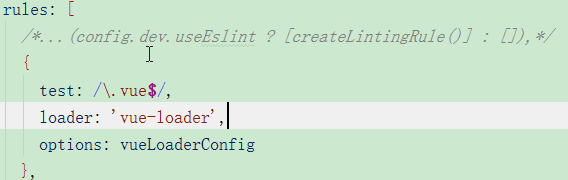 rules: [
/*...(config.dev.useEslint ? [createLintingRule()] : []),*/
{
test: /\.vue$/,
loader: 'vue-loader',
options: vueLoaderConfig
},